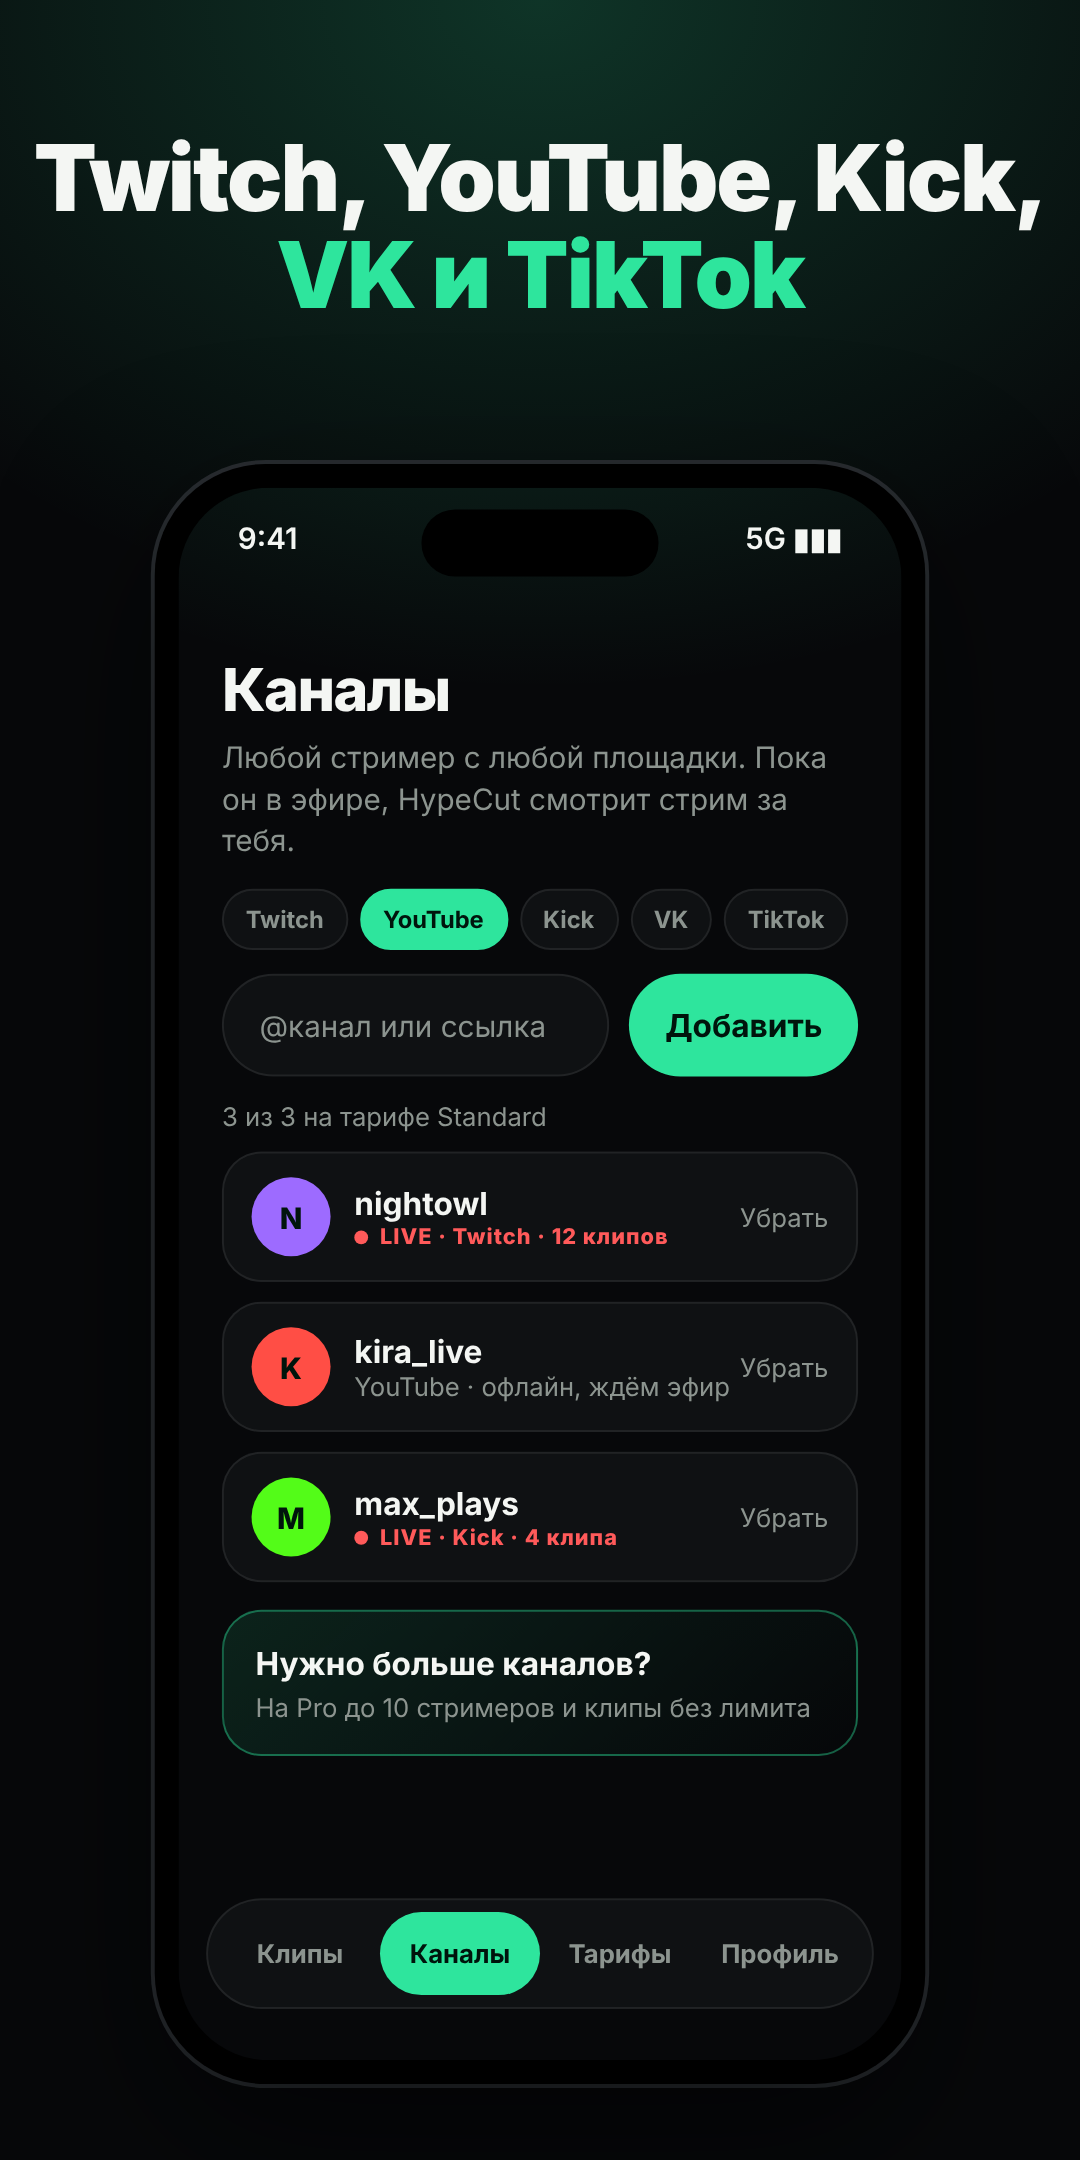 Twitch, YouTube, Kick,
VK и TikTok
9:41
5G
Каналы
Любой стример с любой площадки. Пока
он в эфире, HypeCut смотрит стрим за
тебя.
Twitch
YouTube
Kick
VK
TikTok
@канал или ссылка
Добавить
3 из 3 на тарифе Standard
N
nightowl
LIVE · Twitch · 12 клипов
Убрать
K
kira_live
YouTube · офлайн, ждём эфир
Убрать
M
max_plays
LIVE · Kick · 4 клипа
Убрать
Нужно больше каналов?
На Pro до 10 стримеров и клипы без лимита
Клипы
Каналы
Тарифы
Профиль